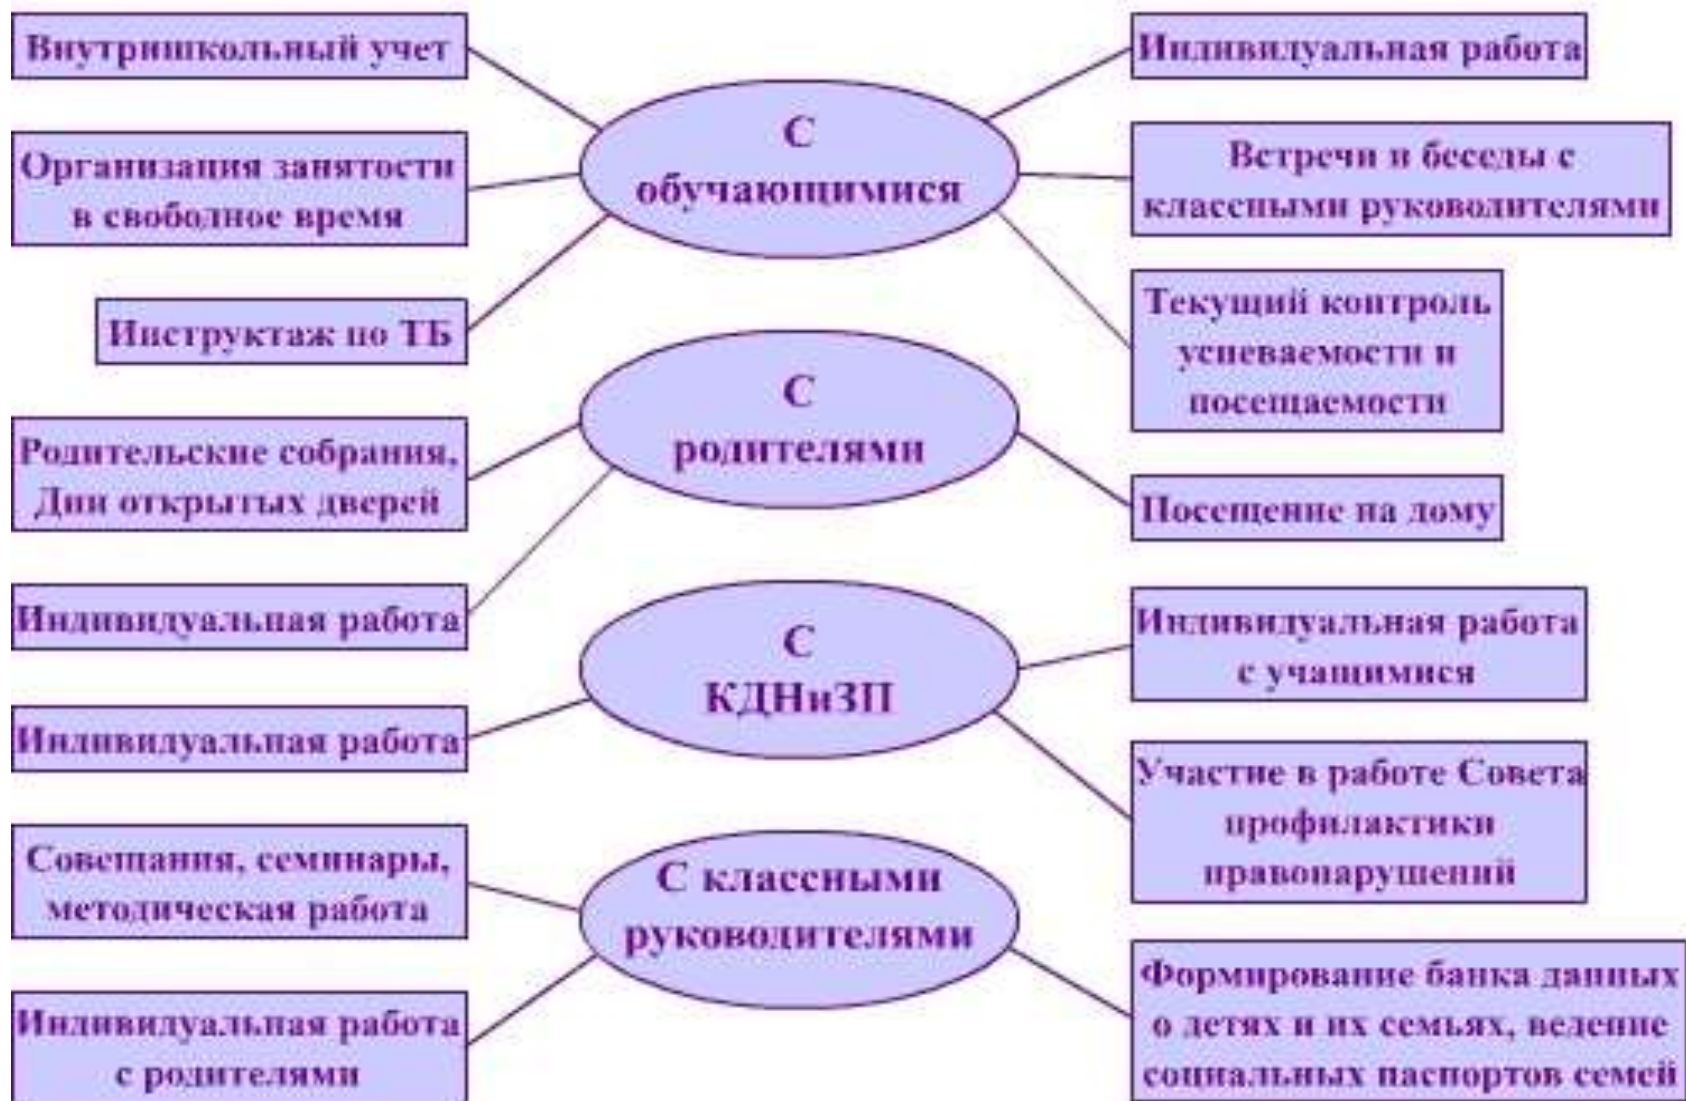 Внутришкольный учет
Организация занятости
в свободное время
Инструктаж по ТБ
С
обучающимися
Индивидуальная работа
Встречи и беседы с
классными руководителями
Текущий контроль
успеваемости и
посещаемости
Родительские собрания,
Дни открытых дверей
Индивидуальная работа
С
родителями
Посещение на дому
Индивидуальная работа
С
КДНиЗП
Индивидуальная работа
с учащимися
Участие в работе Совета
профилактики
правонарушений
Совещания, семинары,
методическая работа
Индивидуальная работа
с родителями
С классными
руководителями
Формирование банка данных
о детях и их семьях, ведение
социальных паспортов семей